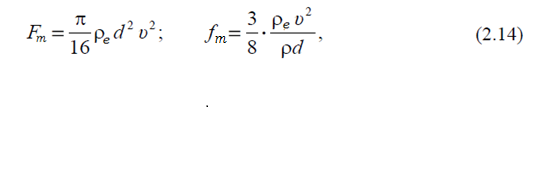 F_m = π/16 ρ_e d² υ²; f_m = 3/8 · ρ_e υ²/ρd, (2.14)
.